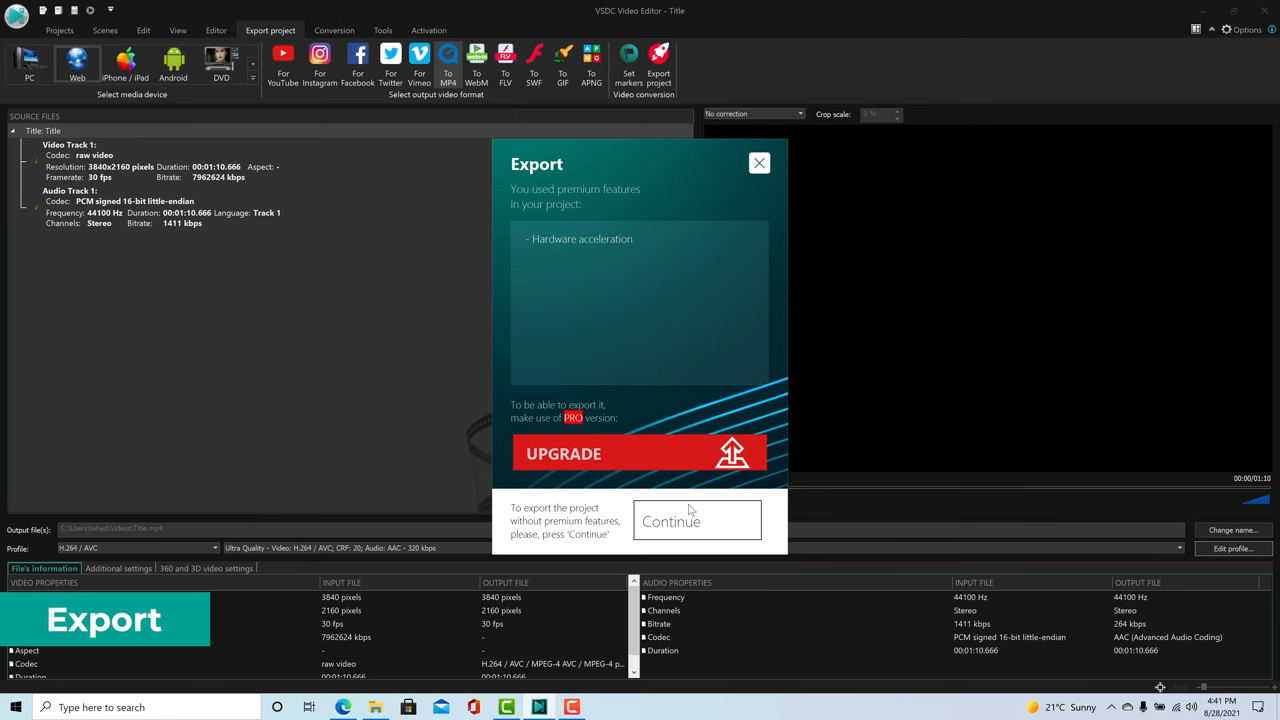 VSDC Video Editor - Title
Projects Scenes Edit View Editor Export project Conversion Tools Activation
Options
PC Web iPhone / iPad Android DVD
For YouTube For Instagram For Facebook For Twitter For Vimeo To MP4 To WebM To FLV To SWF To GIF To APNG Set markers Export project
Select media device Select output video format Video conversion
SOURCE FILES
No correction Crop scale: 0 %
Title: Title
Video Track 1:
Codec: raw video
Resolution: 3840x2160 pixels Duration: 00:01:10.666 Aspect: -
Framerate: 30 fps Bitrate: 7962624 kbps
Audio Track 1:
Codec: PCM signed 16-bit little-endian
Frequency: 44100 Hz Duration: 00:01:10.666 Language: Track 1
Channels: Stereo Bitrate: 1411 kbps
Export
You used premium features
in your project:
- Hardware acceleration
To be able to export it,
make use of PRO version:
UPGRADE
To export the project
without premium features,
please, press 'Continue'
Continue
00:00/01:10
Output file(s): C:\Users\tehed\Videos\Title.mp4 Change name...
Profile: H.264 / AVC Ultra Quality - Video: H.264 / AVC; CRF: 20; Audio: AAC - 320 kbps Edit profile...
File's information Additional settings 360 and 3D video settings
VIDEO PROPERTIES INPUT FILE OUTPUT FILE AUDIO PROPERTIES INPUT FILE OUTPUT FILE
3840 pixels 3840 pixels Frequency 44100 Hz 44100 Hz
2160 pixels 2160 pixels Channels Stereo Stereo
30 fps 30 fps Bitrate 1411 kbps 264 kbps
7962624 kbps - Codec PCM signed 16-bit little-endian AAC (Advanced Audio Coding)
Aspect - - Duration 00:01:10.666 00:01:10.666
Codec raw video H.264 / AVC / MPEG-4 AVC / MPEG-4 p...
Export
Type here to search
21°C Sunny
4:41 PM
8/28/2021